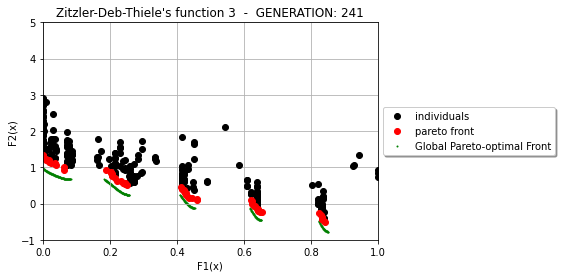 Zitzler-Deb-Thiele's function 3 - GENERATION: 241
5
4
3
2
1
0
−1
F2(x)
0.0 0.2 0.4 0.6 0.8 1.0
F1(x)
individuals
pareto front
Global Pareto-optimal Front